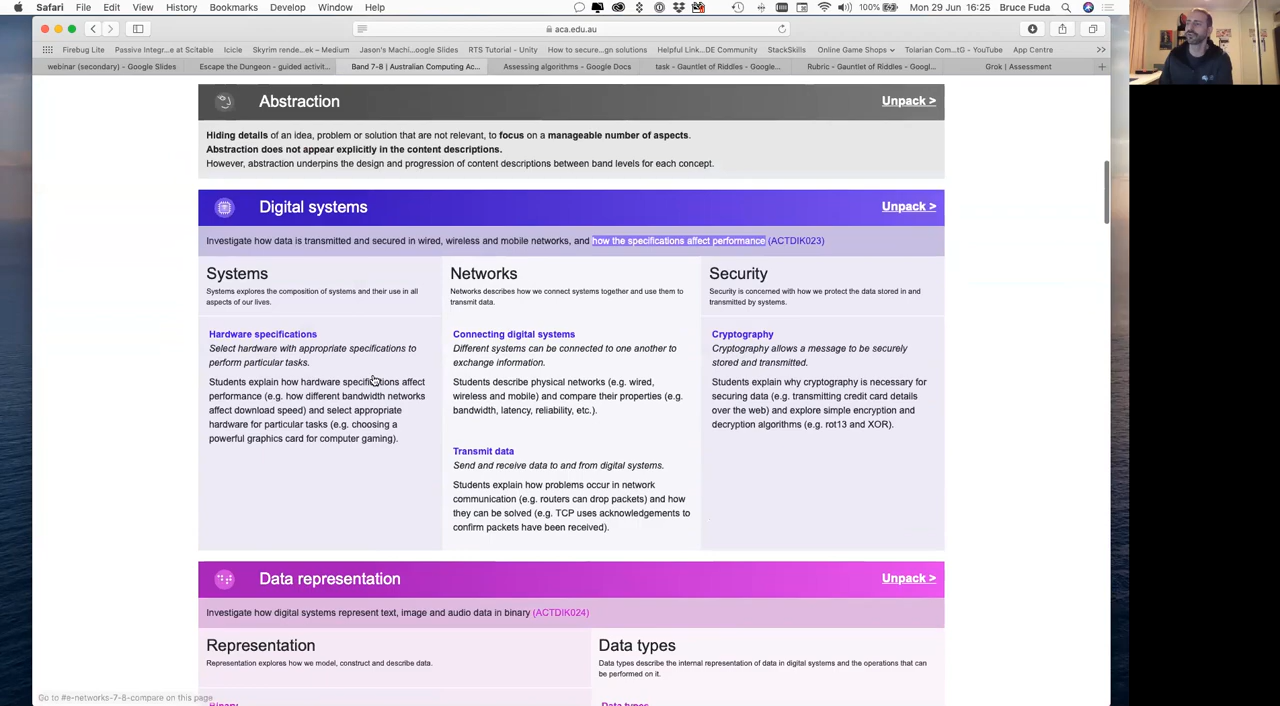 Safari File Edit View History Bookmarks Develop Window Help 100% Mon 29 Jun 16:25 Bruce Fuda
aca.edu.au
Firebug Lite Passive Integr...e at Scitable Icicle Skyrim rende...– Medium Jason's Machi...ogle Slides RTS Tutorial - Unity How to secure...gn solutions Helpful Link...DE Community StackSkills Online Game Shops Toiarian Com...tG - YouTube App Centre >>
webinar (secondary) - Google Slides Escape the Dungeon - guided activit... Band 7-8 | Australian Computing Ac... Assessing algorithms - Google Docs task - Gauntlet of Riddles - Google... Rubric - Gauntlet of Riddles - Googl... Grok | Assessment +
Abstraction Unpack >
Hiding details of an idea, problem or solution that are not relevant, to focus on a manageable number of aspects.
Abstraction does not appear explicitly in the content descriptions.
However, abstraction underpins the design and progression of content descriptions between band levels for each concept.
Digital systems Unpack >
Investigate how data is transmitted and secured in wired, wireless and mobile networks, and how the specifications affect performance (ACTDIK023)
Systems
Systems explores the composition of systems and their use in all
aspects of our lives.
Hardware specifications
Select hardware with appropriate specifications to
perform particular tasks.
Students explain how hardware specifications affect
performance (e.g. how different bandwidth networks
affect download speed) and select appropriate
hardware for particular tasks (e.g. choosing a
powerful graphics card for computer gaming).
Networks
Networks describes how we connect systems together and use them to
transmit data.
Connecting digital systems
Different systems can be connected to one another to
exchange information.
Students describe physical networks (e.g. wired,
wireless and mobile) and compare their properties (e.g.
bandwidth, latency, reliability, etc.).
Transmit data
Send and receive data to and from digital systems.
Students explain how problems occur in network
communication (e.g. routers can drop packets) and how
they can be solved (e.g. TCP uses acknowledgements to
confirm packets have been received).
Security
Security is concerned with how we protect the data stored in and
transmitted by systems.
Cryptography
Cryptography allows a message to be securely
stored and transmitted.
Students explain why cryptography is necessary for
securing data (e.g. transmitting credit card details
over the web) and explore simple encryption and
decryption algorithms (e.g. rot13 and XOR).
Data representation Unpack >
Investigate how digital systems represent text, image and audio data in binary (ACTDIK024)
Representation
Representation explores how we model, construct and describe data.
Binary
Data types
Data types describe the internal representation of data in digital systems and the operations that can
be performed on it.
Data types
Go to #e-networks-7-8-compare on this page